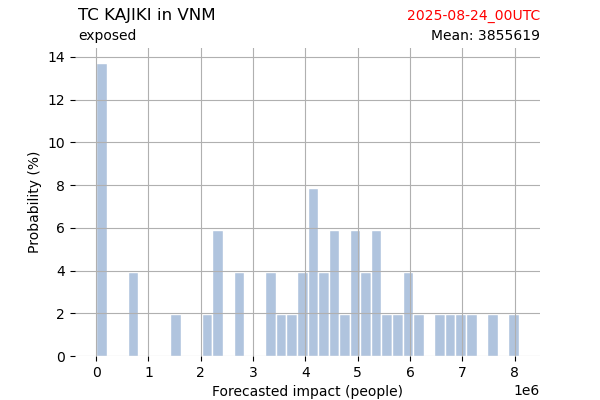 TC KAJIKI in VNM
2025-08-24_00UTC
exposed
Mean: 3855619
14
12
10
8
6
4
2
0
Probability (%)
0 1 2 3 4 5 6 7 8
1e6
Forecasted impact (people)